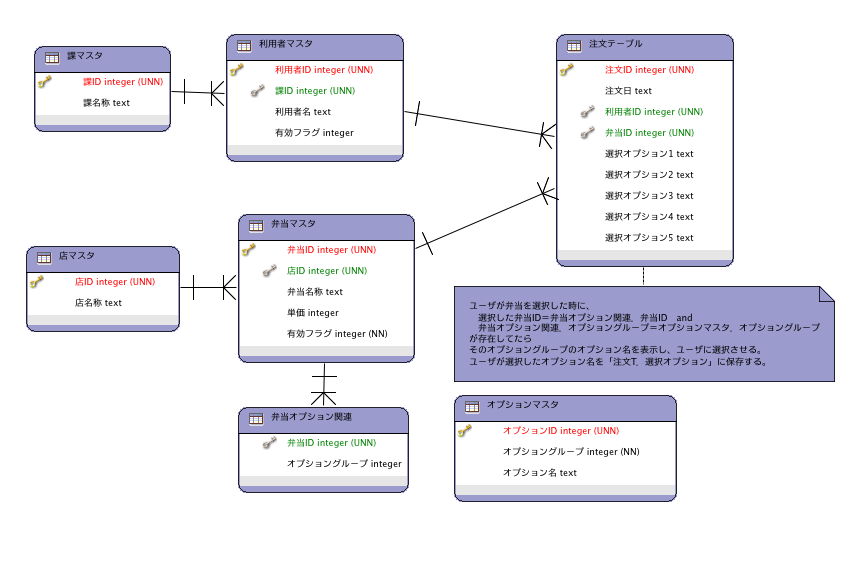 課マスタ
課ID integer (UNN)
課名称 text
利用者マスタ
利用者ID integer (UNN)
課ID integer (UNN)
利用者名 text
有効フラグ integer
注文テーブル
注文ID integer (UNN)
注文日 text
利用者ID integer (UNN)
弁当ID integer (UNN)
選択オプション1 text
選択オプション2 text
選択オプション3 text
選択オプション4 text
選択オプション5 text
店マスタ
店ID integer (UNN)
店名称 text
弁当マスタ
弁当ID integer (UNN)
店ID integer (UNN)
弁当名称 text
単価 integer
有効フラグ integer (NN)
ユーザが弁当を選択した時に、
選択した弁当ID＝弁当オプション関連．弁当ID　and
弁当オプション関連．オプショングループ＝オプションマスタ．オプショングループ
が存在してたら
そのオプショングループのオプション名を表示し、ユーザに選択させる。
ユーザが選択したオプション名を「注文T．選択オプション」に保存する。
弁当オプション関連
弁当ID integer (UNN)
オプショングループ integer
オプションマスタ
オプションID integer (UNN)
オプショングループ integer (NN)
オプション名 text